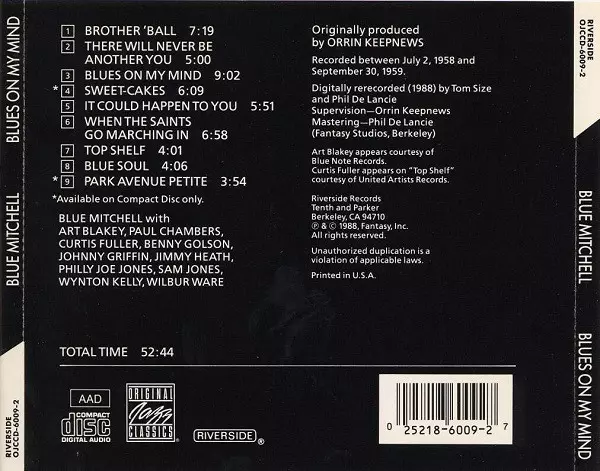 BLUE MITCHELL    BLUES ON MY MIND
RIVERSIDE
OJCCD-6009-2
1 BROTHER 'BALL 7:19
2 THERE WILL NEVER BE
ANOTHER YOU 5:00
3 BLUES ON MY MIND 9:02
*4 SWEET-CAKES 6:09
5 IT COULD HAPPEN TO YOU 5:51
6 WHEN THE SAINTS
GO MARCHING IN 6:58
7 TOP SHELF 4:01
8 BLUE SOUL 4:06
*9 PARK AVENUE PETITE 3:54
*Available on Compact Disc only.
BLUE MITCHELL with
ART BLAKEY, PAUL CHAMBERS,
CURTIS FULLER, BENNY GOLSON,
JOHNNY GRIFFIN, JIMMY HEATH,
PHILLY JOE JONES, SAM JONES,
WYNTON KELLY, WILBUR WARE
TOTAL TIME 52:44
Originally produced
by ORRIN KEEPNEWS
Recorded between July 2, 1958 and
September 30, 1959.
Digitally rerecorded (1988) by Tom Size
and Phil De Lancie
Supervision—Orrin Keepnews
Mastering—Phil De Lancie
(Fantasy Studios, Berkeley)
Art Blakey appears courtesy of
Blue Note Records.
Curtis Fuller appears on "Top Shelf"
courtesy of United Artists Records.
Riverside Records
Tenth and Parker
Berkeley, CA 94710
℗ & © 1988, Fantasy, Inc.
All rights reserved.
Unauthorized duplication is a
violation of applicable laws.
Printed in U.S.A.
AAD
COMPACT
disc
DIGITAL AUDIO
ORIGINAL
Jazz
CLASSICS
RIVERSIDE ®
0 25218-6009-2 7
RIVERSIDE
OJCCD-6009-2
BLUE MITCHELL    BLUES ON MY MIND